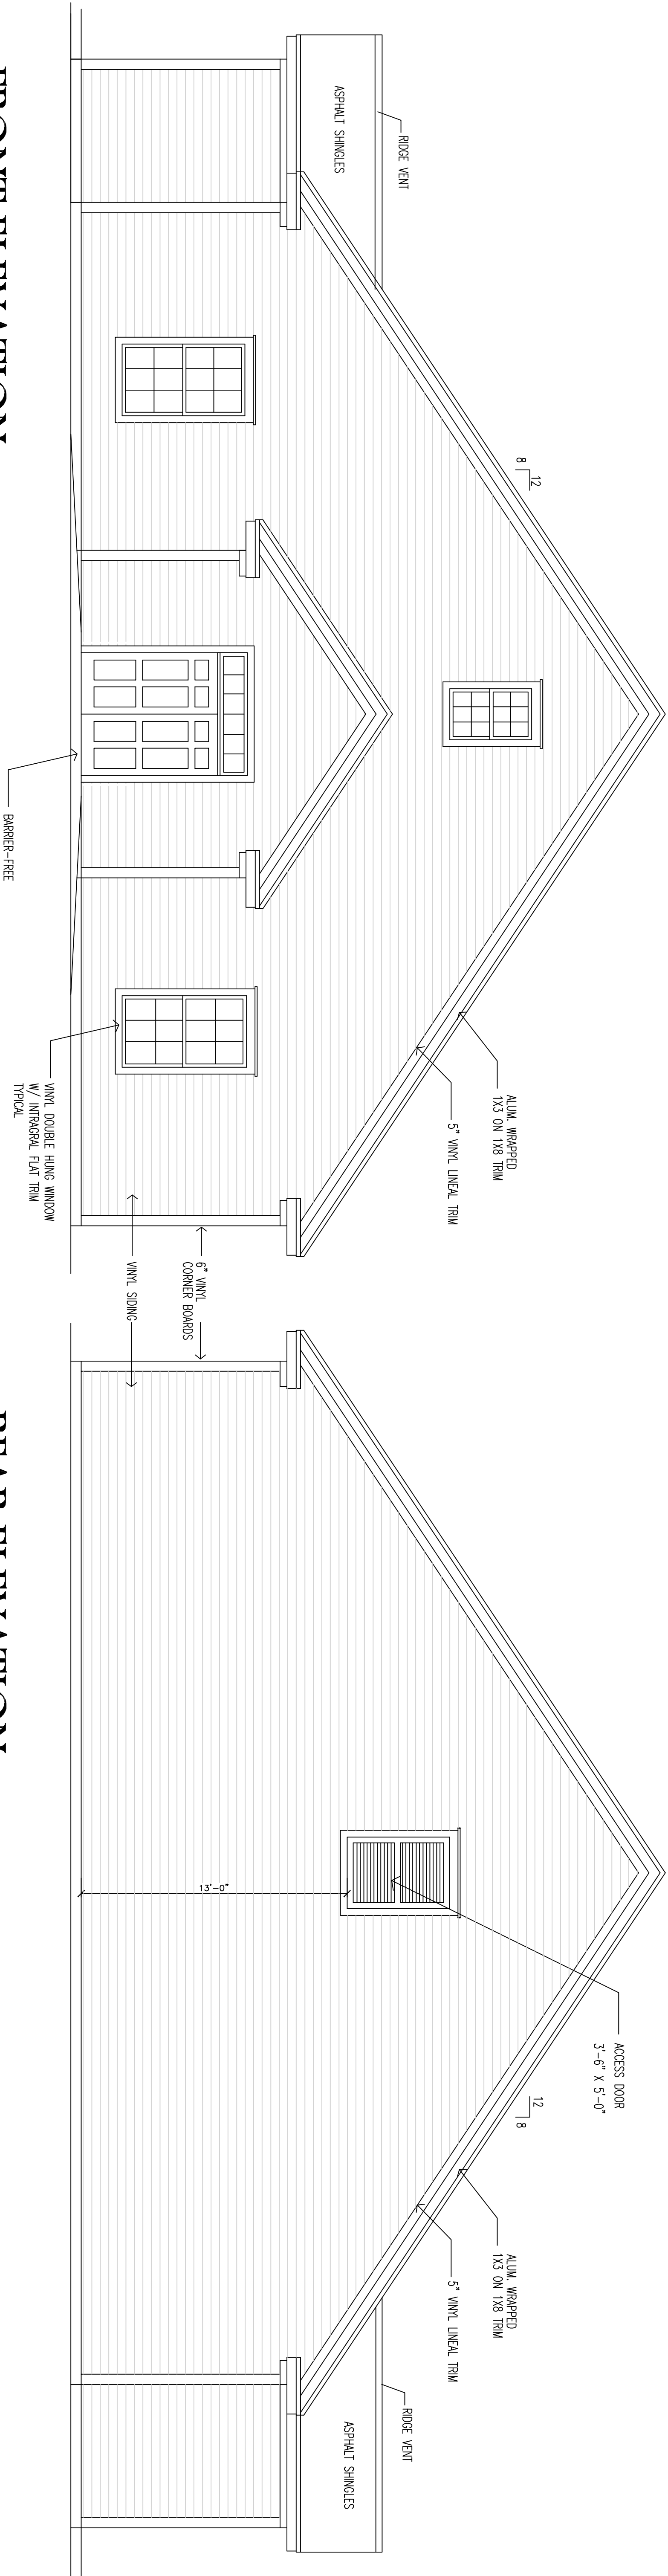 RIDGE VENT
ASPHALT SHINGLES
12
8
ALUM. WRAPPED
1X3 ON 1X8 TRIM
5" VINYL LINEAL TRIM
6" VINYL
CORNER BOARDS
VINYL SIDING
VINYL DOUBLE HUNG WINDOW
W/ INTRAGRAL FLAT TRIM
TYPICAL
BARRIER-FREE
FRONT ELEVATION
ACCESS DOOR
3'-6" X 5'-0"
12
8
ALUM. WRAPPED
1X3 ON 1X8 TRIM
5" VINYL LINEAL TRIM
RIDGE VENT
ASPHALT SHINGLES
13'-0"
REAR ELEVATION